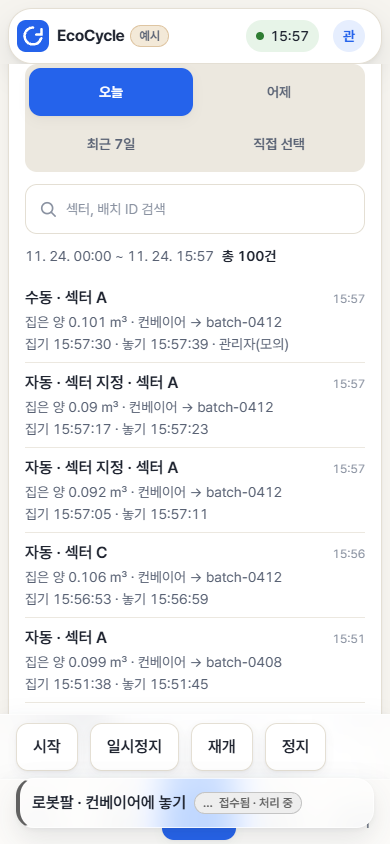 EcoCycle 예시 15:57 관
오늘 어제
최근 7일 직접 선택
섹터, 배치 ID 검색
11. 24. 00:00 ~ 11. 24. 15:57 총 100건
수동 · 섹터 A 15:57
집은 양 0.101 m³ · 컨베이어 → batch-0412
집기 15:57:30 · 놓기 15:57:39 · 관리자(모의)
자동 · 섹터 지정 · 섹터 A 15:57
집은 양 0.09 m³ · 컨베이어 → batch-0412
집기 15:57:17 · 놓기 15:57:23
자동 · 섹터 지정 · 섹터 A 15:57
집은 양 0.092 m³ · 컨베이어 → batch-0412
집기 15:57:05 · 놓기 15:57:11
자동 · 섹터 C 15:56
집은 양 0.106 m³ · 컨베이어 → batch-0412
집기 15:56:53 · 놓기 15:56:59
자동 · 섹터 A 15:51
집은 양 0.099 m³ · 컨베이어 → batch-0408
집기 15:51:38 · 놓기 15:51:45
시작 일시정지 재개 정지
로봇팔 · 컨베이어에 놓기 … 접수됨 · 처리 중